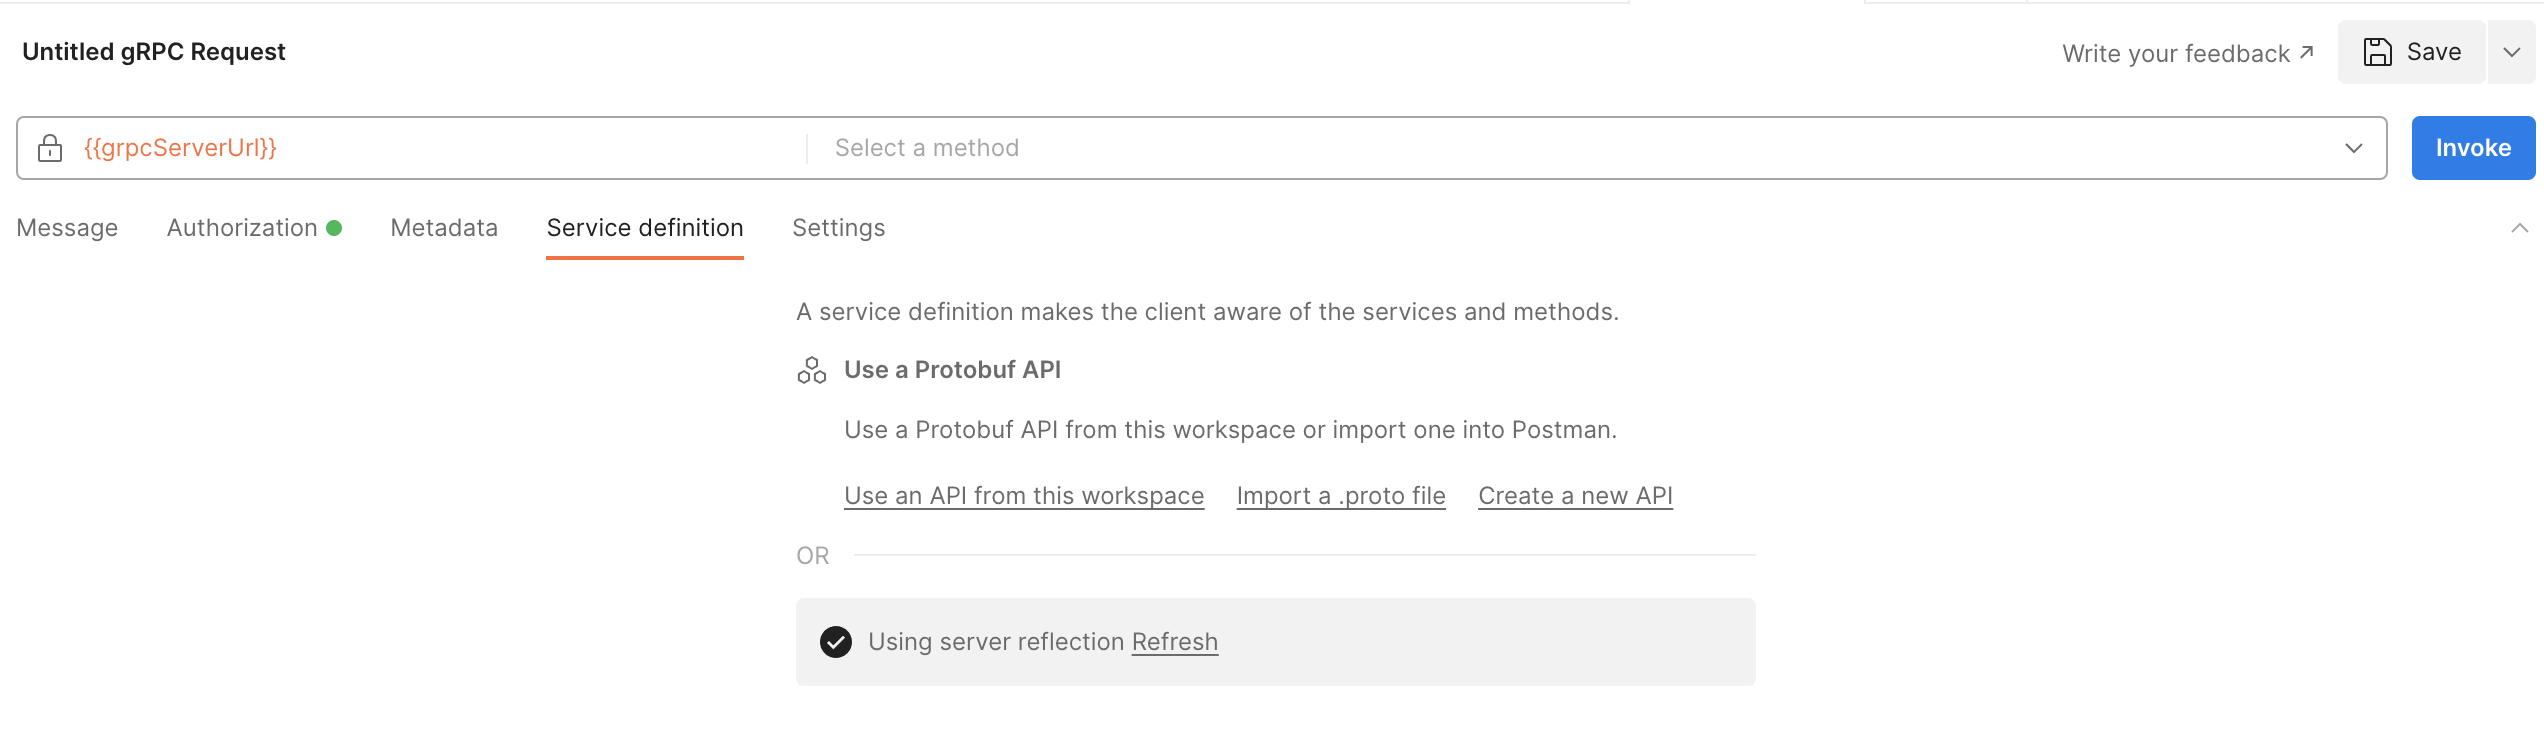 Untitled gRPC Request
Write your feedback ↗
Save
{{grpcServerUrl}}
Select a method
Invoke
Message
Authorization
Metadata
Service definition
Settings
A service definition makes the client aware of the services and methods.
Use a Protobuf API
Use a Protobuf API from this workspace or import one into Postman.
Use an API from this workspace
Import a .proto file
Create a new API
OR
Using server reflection Refresh